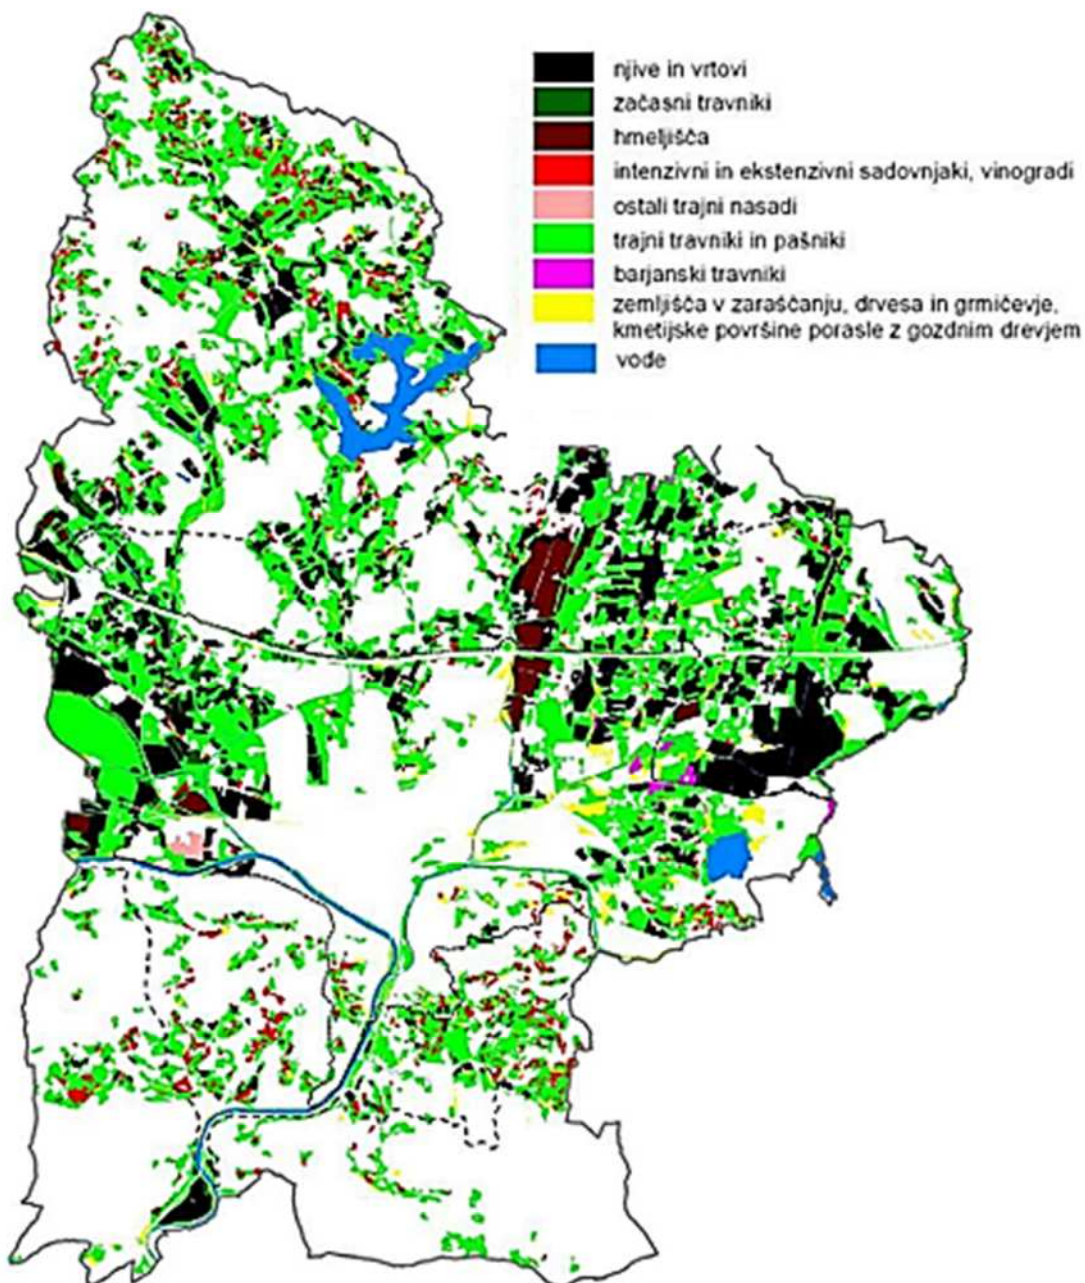 njive in vrtovi
začasni travniki
hmeljišča
intenzivni in ekstenzivni sadovnjaki, vinogradi
ostali trajni nasadi
trajni travniki in pašniki
barjanski travniki
zemljišča v zaraščanju, drvesa in grmičevje,
kmetijske površine porasle z gozdnim drevjem
vode